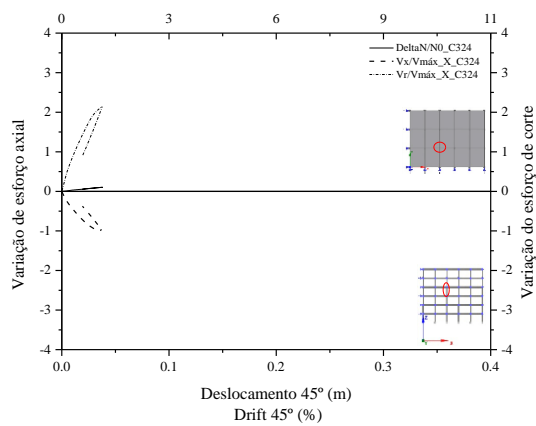 0 3 10 11
DeltaN/N0_C324
Vx/Vmáx_X_C324
Vr/Vmáx_X_C324
Variação de esforço axial
4
3
2
1
0
-1
-2
-3
-4
4
3
2
1
0
-1
-2
-3
-4
Variação do esforço de corte
0.0 0.1 0.2 0.3 0.4
Deslocamento 45º (m)
Drift 45º (%)